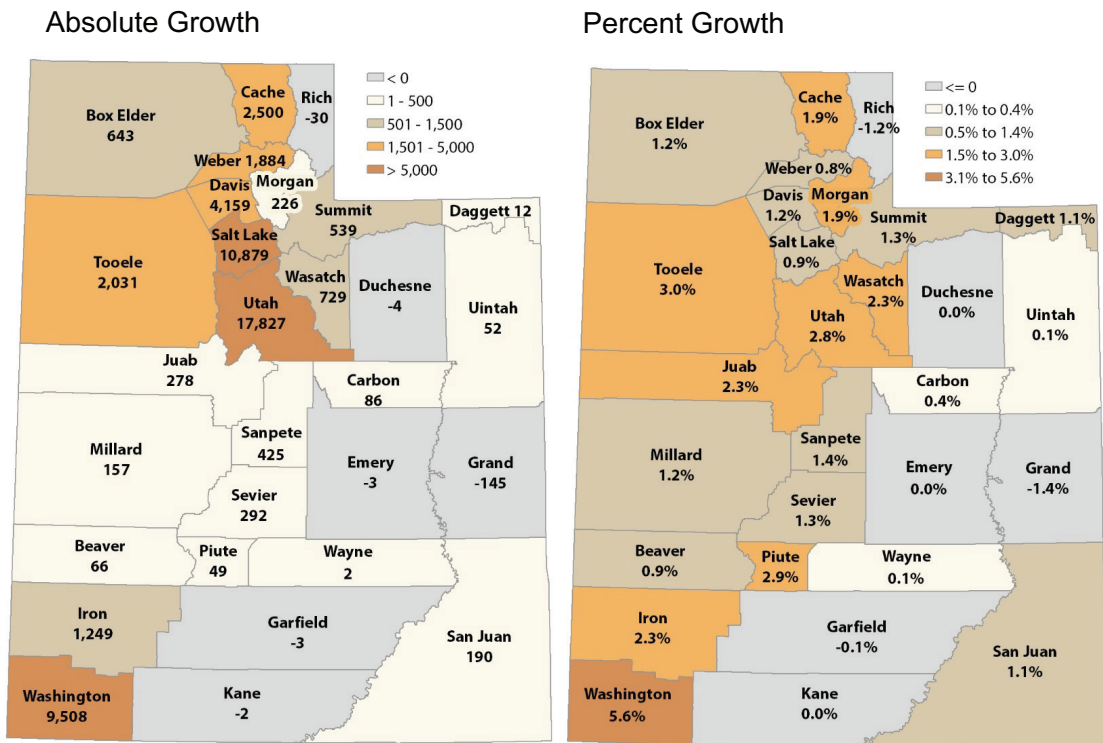 Absolute Growth
< 0
1 - 500
501 - 1,500
1,501 - 5,000
> 5,000
Cache
2,500
Rich
-30
Box Elder
643
Weber 1,884
Morgan
226
Davis
4,159
Summit
539
Daggett 12
Salt Lake
10,879
Tooele
2,031
Wasatch
729
Duchesne
-4
Uintah
52
Utah
17,827
Juab
278
Carbon
86
Sanpete
425
Millard
157
Emery
-3
Grand
-145
Sevier
292
Beaver
66
Piute
49
Wayne
2
Iron
1,249
Garfield
-3
San Juan
190
Washington
9,508
Kane
-2
Percent Growth
<= 0
0.1% to 0.4%
0.5% to 1.4%
1.5% to 3.0%
3.1% to 5.6%
Cache
1.9%
Rich
-1.2%
Box Elder
1.2%
Weber 0.8%
Morgan
1.9%
Davis
1.2%
Summit
1.3%
Daggett 1.1%
Salt Lake
0.9%
Tooele
3.0%
Wasatch
2.3%
Duchesne
0.0%
Uintah
0.1%
Utah
2.8%
Juab
2.3%
Carbon
0.4%
Sanpete
1.4%
Millard
1.2%
Emery
0.0%
Grand
-1.4%
Sevier
1.3%
Beaver
0.9%
Piute
2.9%
Wayne
0.1%
Iron
2.3%
Garfield
-0.1%
San Juan
1.1%
Washington
5.6%
Kane
0.0%